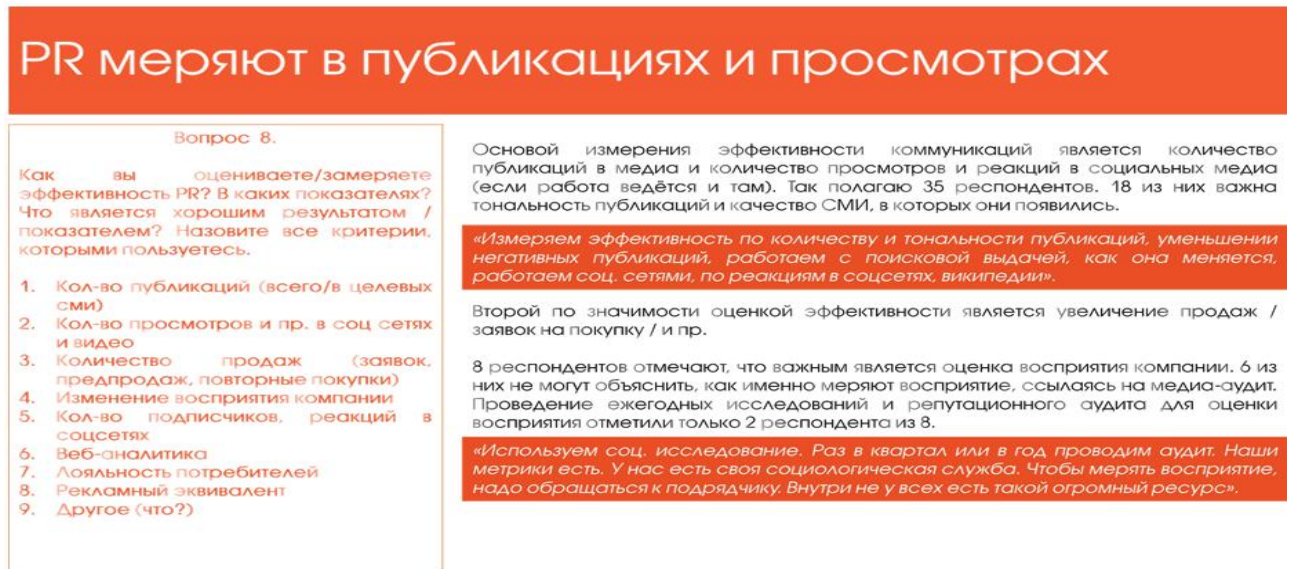 PR меряют в публикациях и просмотрах
Вопрос 8.
Как вы оцениваете/замеряете
эффективность PR? В каких показателях?
Что является хорошим результатом /
показателем? Назовите все критерии,
которыми пользуетесь.
1. Кол-во публикаций (всего/в целевых
сми)
2. Кол-во просмотров и пр. в соц сетях
и видео
3. Количество продаж (заявок,
предпродаж, повторные покупки)
4. Изменение восприятия компании
5. Кол-во подписчиков, реакций в
соцсетях
6. Веб-аналитика
7. Лояльность потребителей
8. Рекламный эквивалент
9. Другое (что?)
Основой измерения эффективности коммуникаций является количество
публикаций в медиа и количество просмотров и реакций в социальных медиа
(если работа ведётся и там). Так полагаю 35 респондентов. 18 из них важна
тональность публикаций и качество СМИ, в которых они появились.
«Измеряем эффективность по количеству и тональности публикаций, уменьшении
негативных публикаций, работаем с поисковой выдачей, как она меняется,
работаем соц. сетями, по реакциям в соцсетях, википедии».
Второй по значимости оценкой эффективности является увеличение продаж /
заявок на покупку / и пр.
8 респондентов отмечают, что важным является оценка восприятия компании. 6 из
них не могут объяснить, как именно меряют восприятие, ссылаясь на медиа-аудит.
Проведение ежегодных исследований и репутационного аудита для оценки
восприятия отметили только 2 респондента из 8.
«Используем соц. исследование. Раз в квартал или в год проводим аудит. Наши
метрики есть. У нас есть своя социологическая служба. Чтобы мерять восприятие,
надо обращаться к подрядчику. Внутри не у всех есть такой огромный ресурс».